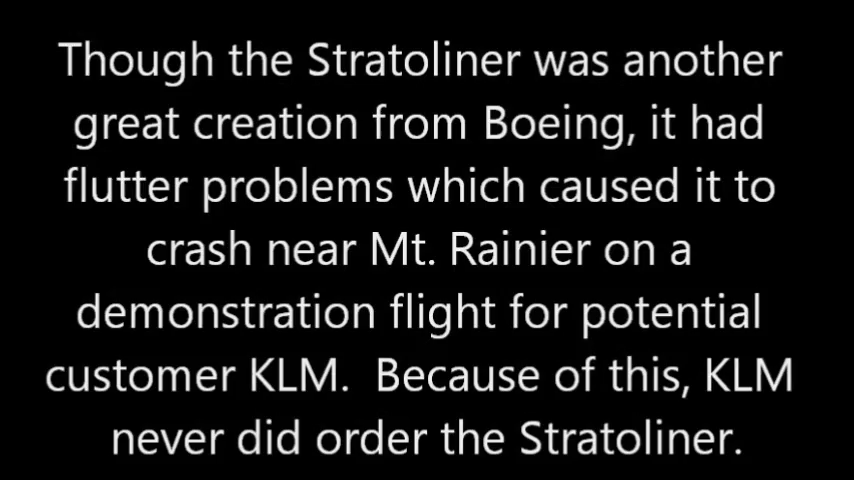 Though the Stratoliner was another
great creation from Boeing, it had
flutter problems which caused it to
crash near Mt. Rainier on a
demonstration flight for potential
customer KLM.  Because of this, KLM
never did order the Stratoliner.